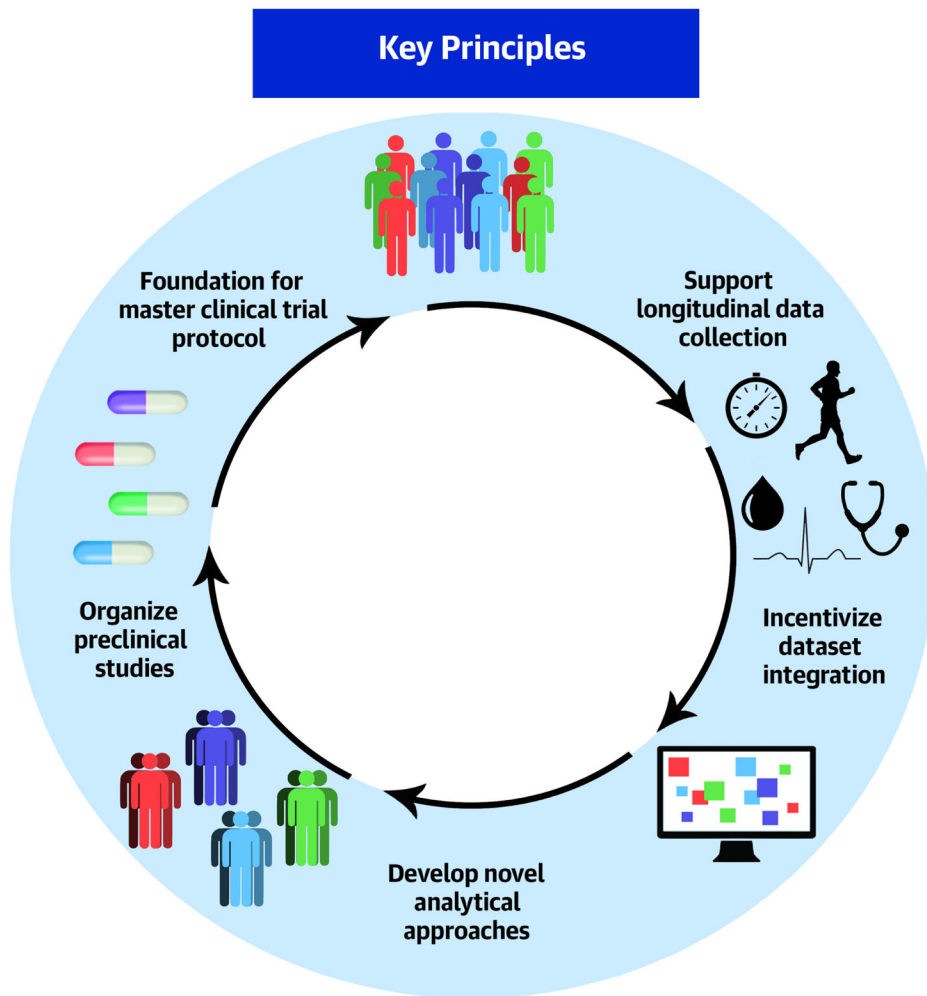 Key Principles
Foundation for
master clinical trial
protocol
Support
longitudinal data
collection
Incentivize
dataset
integration
Develop novel
analytical
approaches
Organize
preclinical
studies